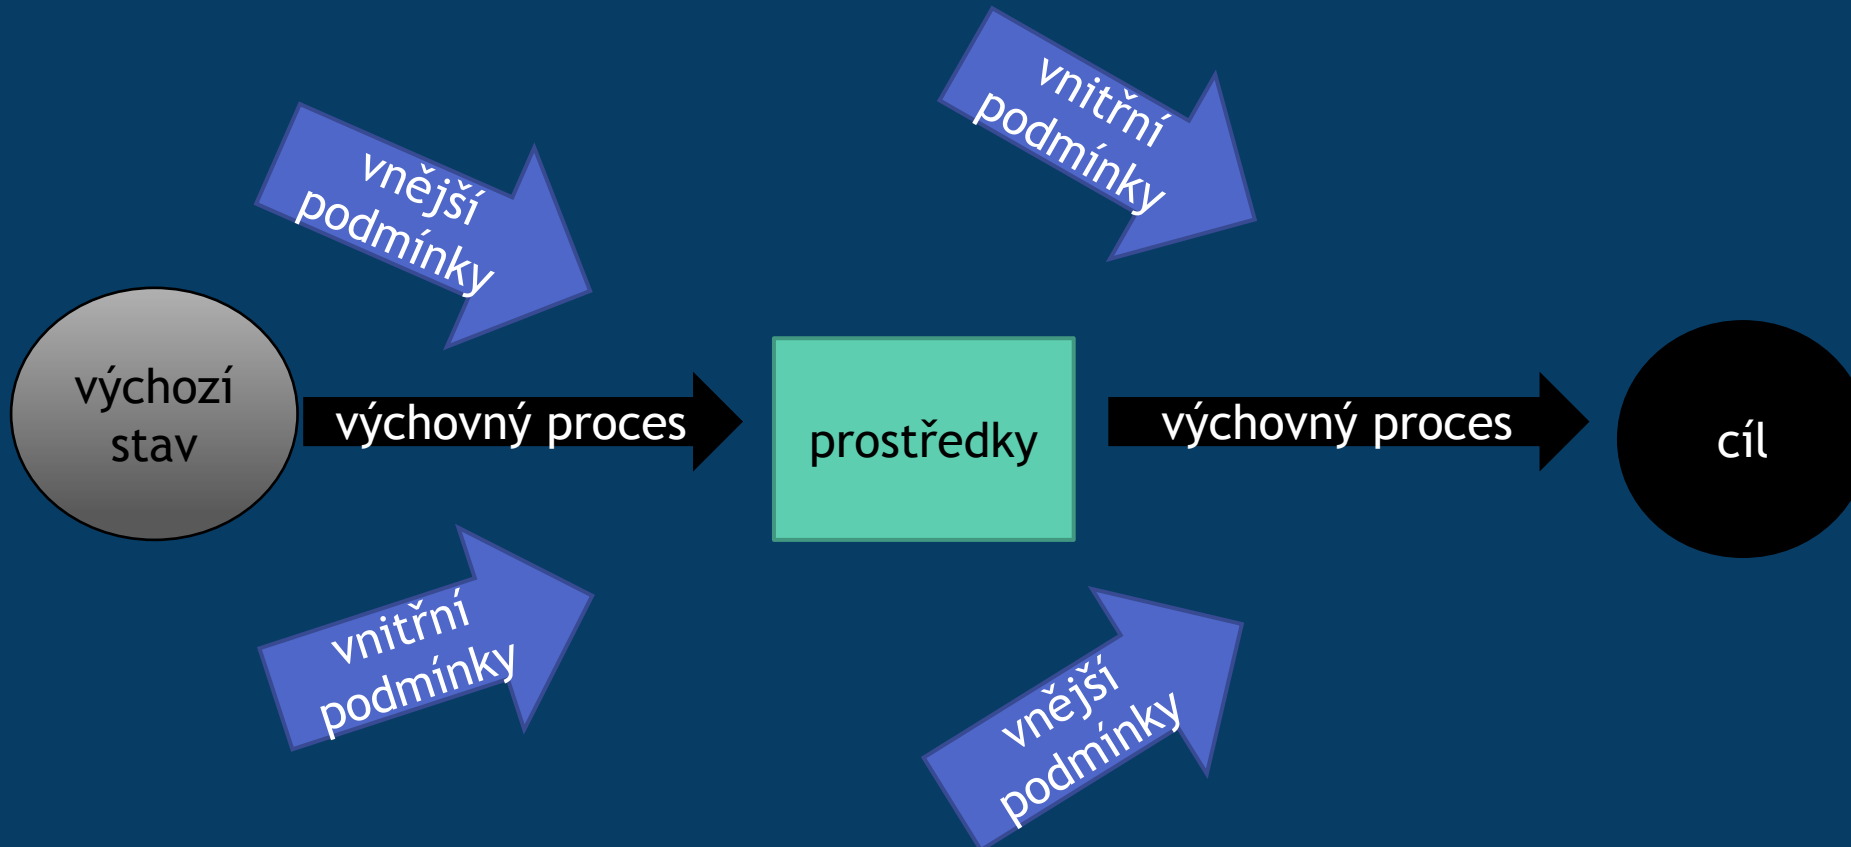 vnitřní
podmínky
vnější
podmínky
výchozí
stav
výchovný proces
prostředky
výchovný proces
cíl
vnitřní
podmínky
vnější
podmínky